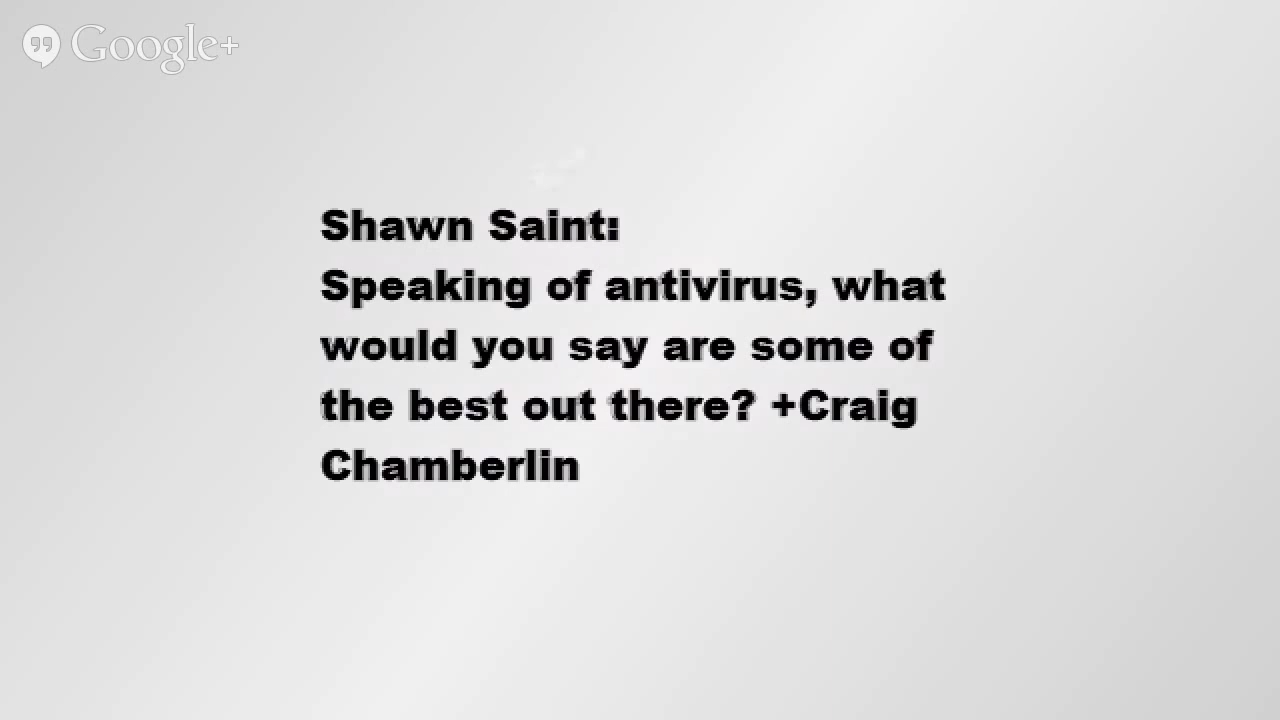 Google+
Shawn Saint:
Speaking of antivirus, what
would you say are some of
the best out there? +Craig
Chamberlin